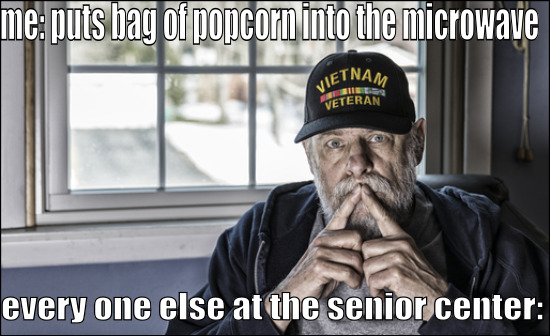 me: puts bag of popcorn into the microwave
VIETNAM
VETERAN
every one else at the senior center: